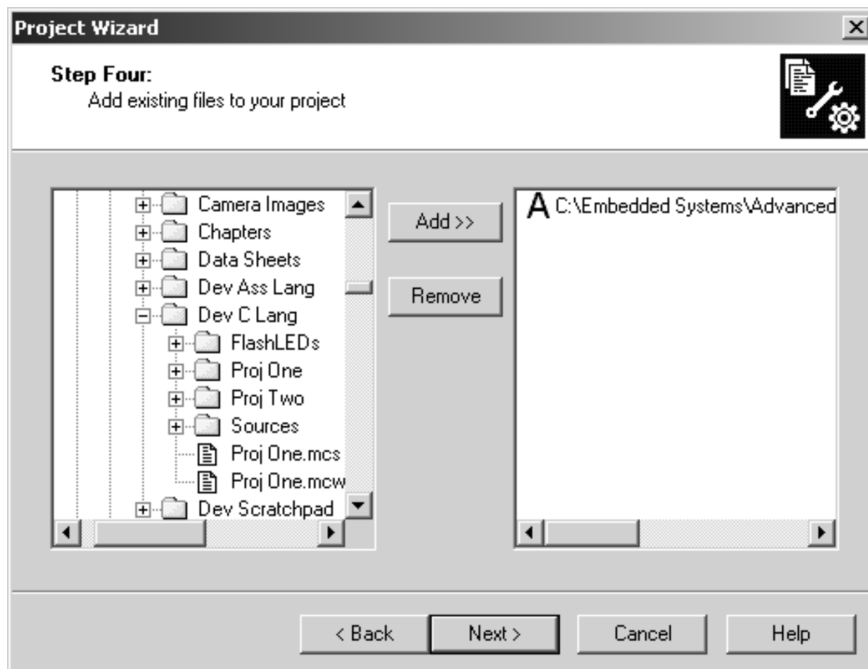 Project Wizard
Step Four:
Add existing files to your project
Camera Images
Chapters
Data Sheets
Dev Ass Lang
Dev C Lang
FlashLEDs
Proj One
Proj Two
Sources
Proj One.mcs
Proj One.mcw
Dev Scratchpad
Add >>
Remove
A C:\Embedded Systems\Advanced
< Back
Next >
Cancel
Help